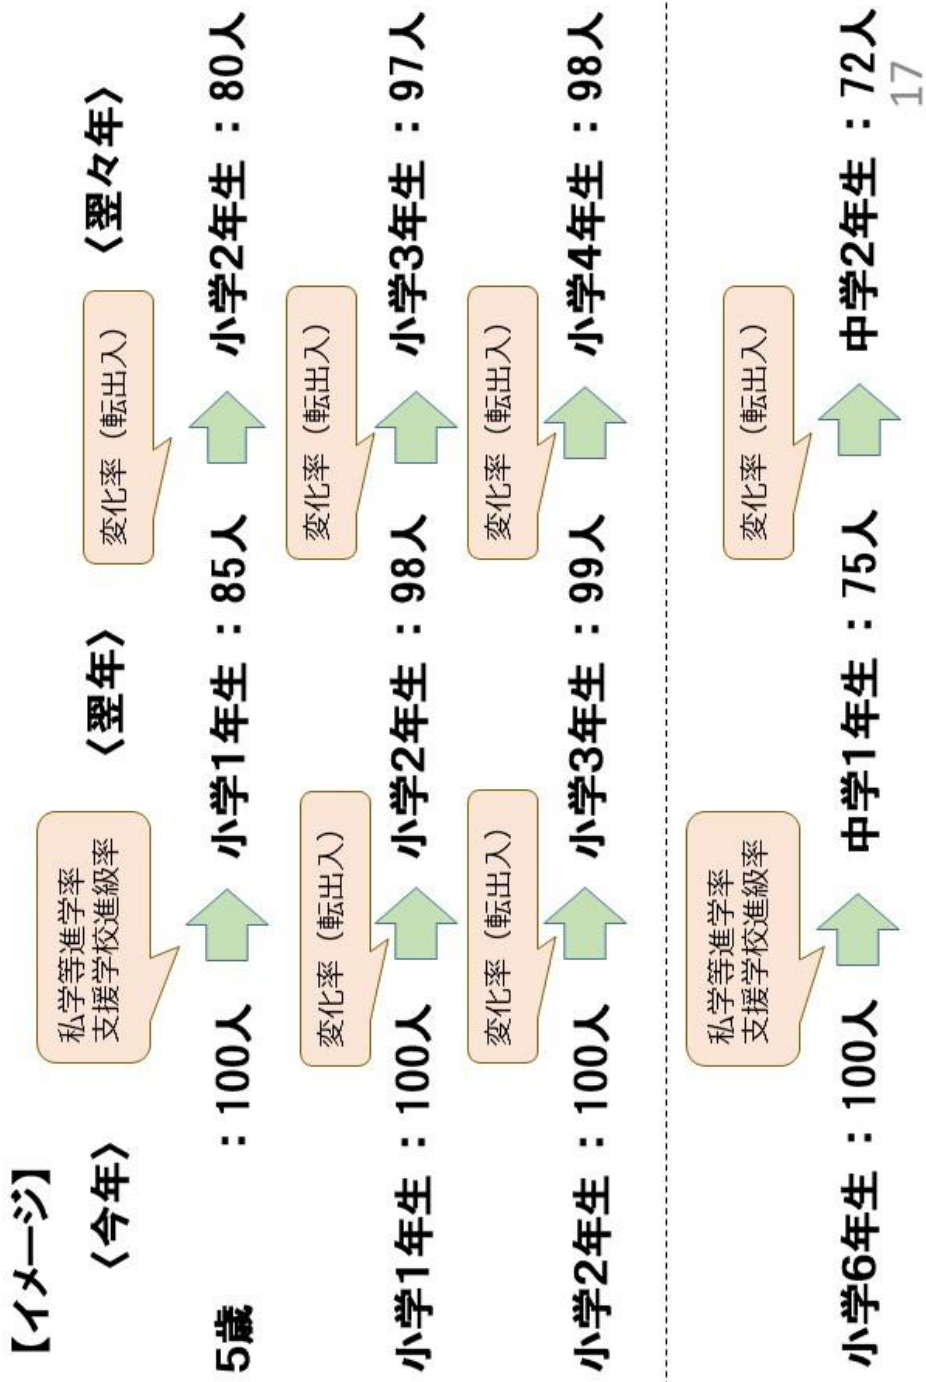 【イメージ】
〈今年〉 〈翌年〉 〈翌々年〉
私学等進学率
支援学校進級率
変化率（転出入）
5歳 ：100人 小学1年生 ：85人 小学2年生 ：80人
変化率（転出入）
変化率（転出入）
小学1年生 ：100人 小学2年生 ：98人 小学3年生 ：97人
変化率（転出入）
変化率（転出入）
小学2年生 ：100人 小学3年生 ：99人 小学4年生 ：98人
私学等進学率
支援学校進級率
変化率（転出入）
小学6年生 ：100人 中学1年生 ：75人 中学2年生 ：72人
17